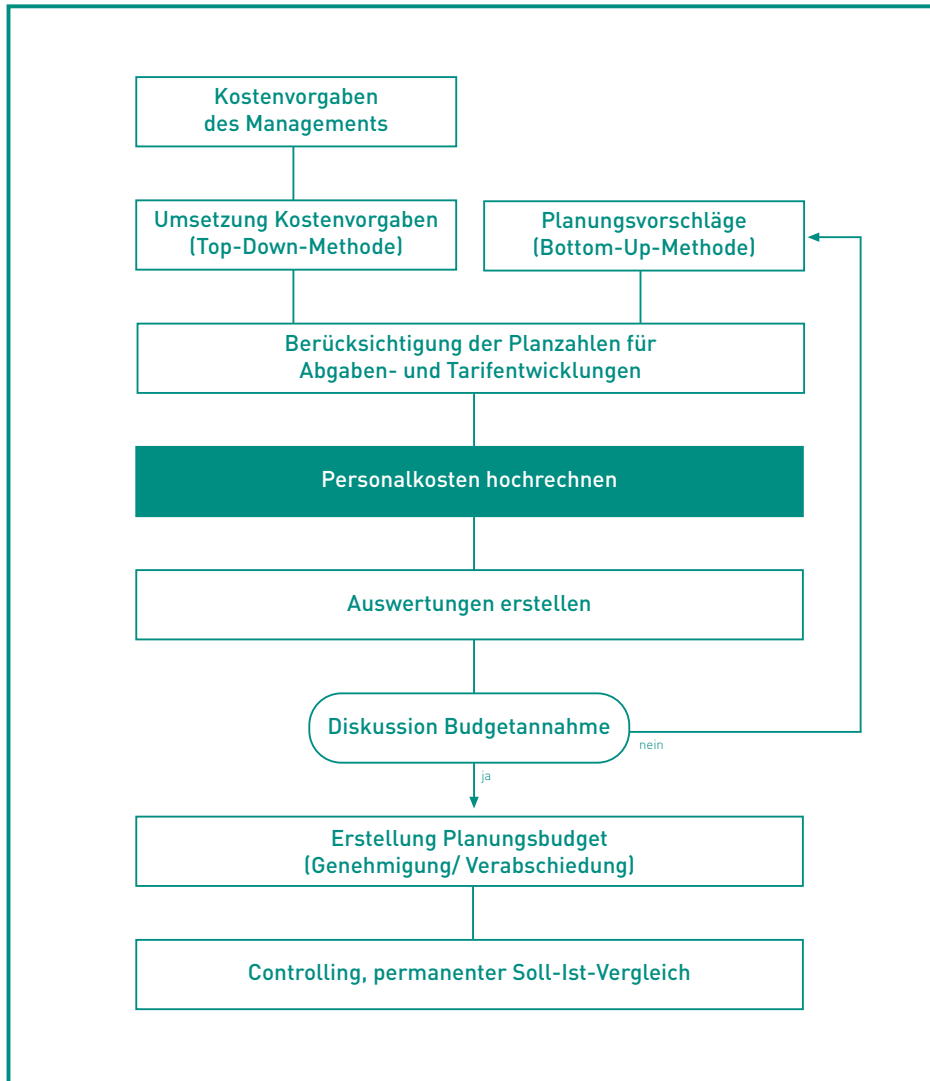 Kostenvorgaben
des Managements
Umsetzung Kostenvorgaben
(Top-Down-Methode)
Planungsvorschläge
(Bottom-Up-Methode)
Berücksichtigung der Planzahlen für
Abgaben- und Tarifentwicklungen
Personalkosten hochrechnen
Auswertungen erstellen
Diskussion Budgetannahme
nein
ja
Erstellung Planungsbudget
(Genehmigung/ Verabschiedung)
Controlling, permanenter Soll-Ist-Vergleich